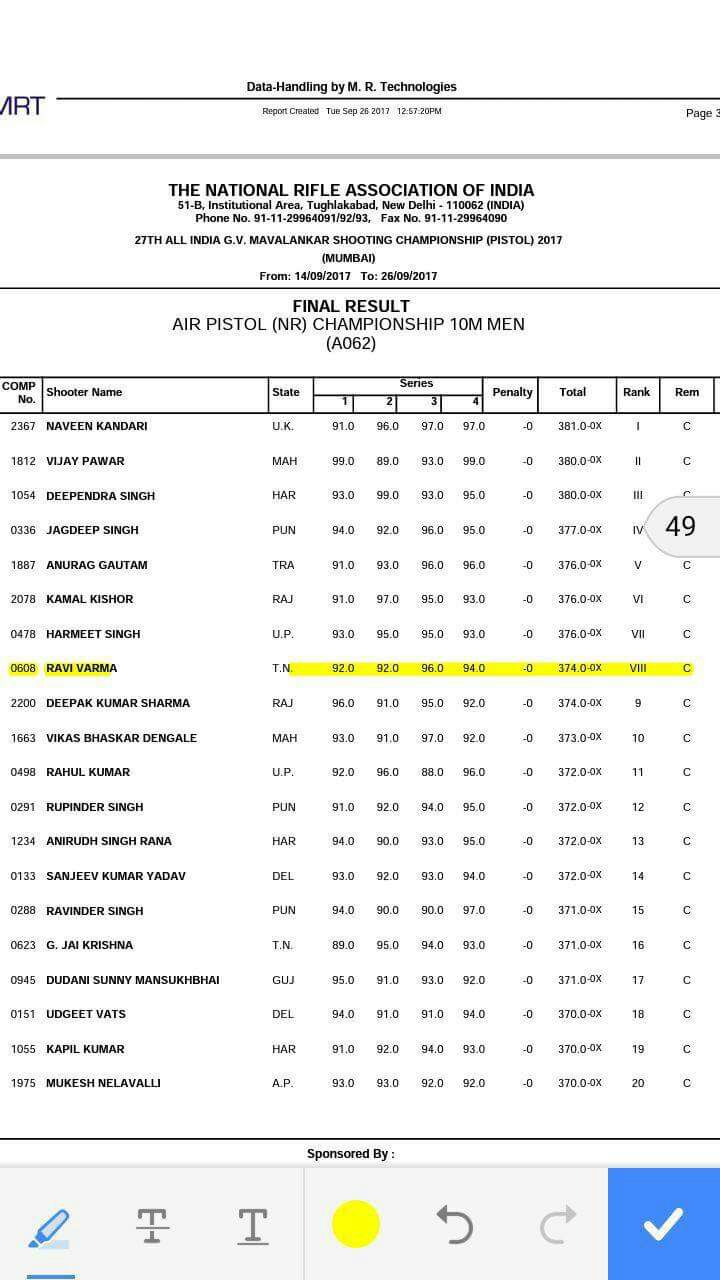 Data-Handling by M. R. Technologies
MRT
Report Created Tue Sep 26 2017 12:57:20PM
Page 3
THE NATIONAL RIFLE ASSOCIATION OF INDIA
51-B, Institutional Area, Tughlakabad, New Delhi - 110062 (INDIA)
Phone No. 91-11-29964091/92/93, Fax No. 91-11-29964090
27TH ALL INDIA G.V. MAVALANKAR SHOOTING CHAMPIONSHIP (PISTOL) 2017
(MUMBAI)
From: 14/09/2017 To: 26/09/2017
FINAL RESULT
AIR PISTOL (NR) CHAMPIONSHIP 10M MEN
(A062)
COMP No. Shooter Name State Series 1 2 3 4 Penalty Total Rank Rem
2367 NAVEEN KANDARI U.K. 91.0 96.0 97.0 97.0 -0 381.0-0X I C
1812 VIJAY PAWAR MAH 99.0 89.0 93.0 99.0 -0 380.0-0X II C
1054 DEEPENDRA SINGH HAR 93.0 99.0 93.0 95.0 -0 380.0-0X III C
0336 JAGDEEP SINGH PUN 94.0 92.0 96.0 95.0 -0 377.0-0X IV
49
1887 ANURAG GAUTAM TRA 91.0 93.0 96.0 96.0 -0 376.0-0X V C
2078 KAMAL KISHOR RAJ 91.0 97.0 95.0 93.0 -0 376.0-0X VI C
0478 HARMEET SINGH U.P. 93.0 95.0 95.0 93.0 -0 376.0-0X VII C
0608 RAVI VARMA T.N. 92.0 92.0 96.0 94.0 -0 374.0-0X VIII C
2200 DEEPAK KUMAR SHARMA RAJ 96.0 91.0 95.0 92.0 -0 374.0-0X 9 C
1663 VIKAS BHASKAR DENGALE MAH 93.0 91.0 97.0 92.0 -0 373.0-0X 10 C
0498 RAHUL KUMAR U.P. 92.0 96.0 88.0 96.0 -0 372.0-0X 11 C
0291 RUPINDER SINGH PUN 91.0 92.0 94.0 95.0 -0 372.0-0X 12 C
1234 ANIRUDH SINGH RANA HAR 94.0 90.0 93.0 95.0 -0 372.0-0X 13 C
0133 SANJEEV KUMAR YADAV DEL 93.0 92.0 93.0 94.0 -0 372.0-0X 14 C
0288 RAVINDER SINGH PUN 94.0 90.0 90.0 97.0 -0 371.0-0X 15 C
0623 G. JAI KRISHNA T.N. 89.0 95.0 94.0 93.0 -0 371.0-0X 16 C
0945 DUDANI SUNNY MANSUKHBHAI GUJ 95.0 91.0 93.0 92.0 -0 371.0-0X 17 C
0151 UDGEET VATS DEL 94.0 91.0 91.0 94.0 -0 370.0-0X 18 C
1055 KAPIL KUMAR HAR 91.0 92.0 94.0 93.0 -0 370.0-0X 19 C
1975 MUKESH NELAVALLI A.P. 93.0 93.0 92.0 92.0 -0 370.0-0X 20 C
Sponsored By :
T T